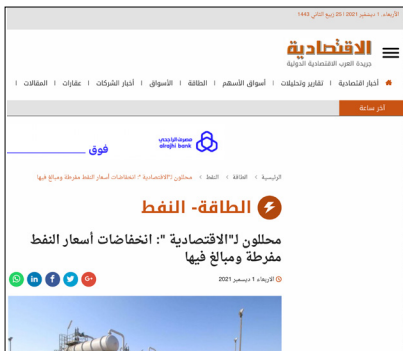 الأربعاء، 1 ديسمبر 2021 | 25 ربيع الثاني 1443
الاقتصادية
جريدة العرب الاقتصادية الدولية
أخبار اقتصادية | تقارير وتحليلات | أسواق الأسهم | الطاقة | الأسواق | أخبار الشركات | عقارات | المقالات |
آخر ساعة
مصرف الراجحي
alrajhi bank
فوق
الرئيسية > الطاقة > النفط > محللون لـ"الاقتصادية ": انخفاضات أسعار النفط مفرطة ومبالغ فيها
الطاقة- النفط
محللون لـ"الاقتصادية ": انخفاضات أسعار النفط
مفرطة ومبالغ فيها
الاربعاء 1 ديسمبر 2021